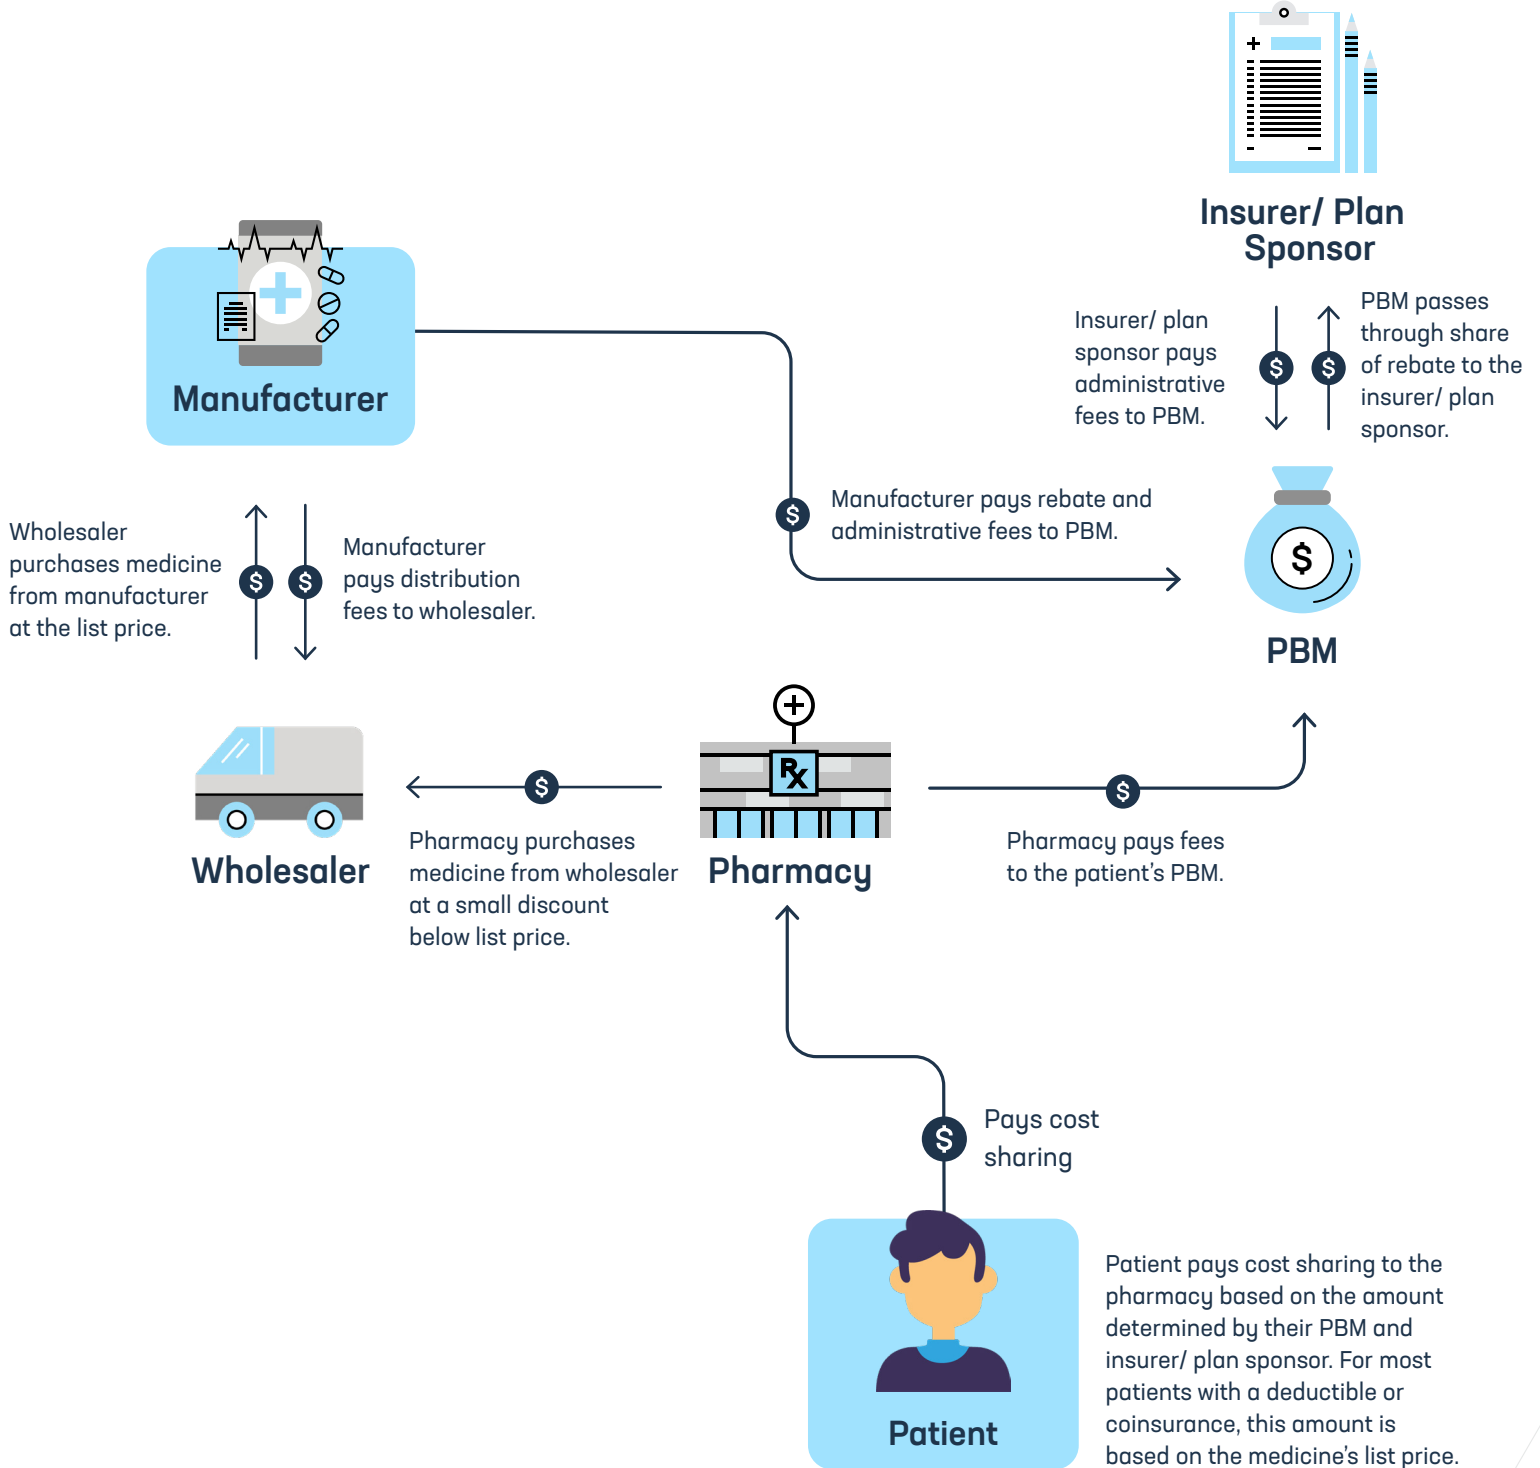 Insurer/ Plan
Sponsor
Manufacturer
Insurer/ plan
sponsor pays
administrative
fees to PBM.
$
$
PBM passes
through share
of rebate to the
insurer/ plan
sponsor.
Wholesaler
purchases medicine
from manufacturer
at the list price.
$
$
Manufacturer
pays distribution
fees to wholesaler.
$
Manufacturer pays rebate and
administrative fees to PBM.
$
PBM
Wholesaler
$
Pharmacy purchases
medicine from wholesaler
at a small discount
below list price.
Rx
Pharmacy
$
Pharmacy pays fees
to the patient's PBM.
$
Pays cost
sharing
Patient
Patient pays cost sharing to the
pharmacy based on the amount
determined by their PBM and
insurer/ plan sponsor. For most
patients with a deductible or
coinsurance, this amount is
based on the medicine's list price.